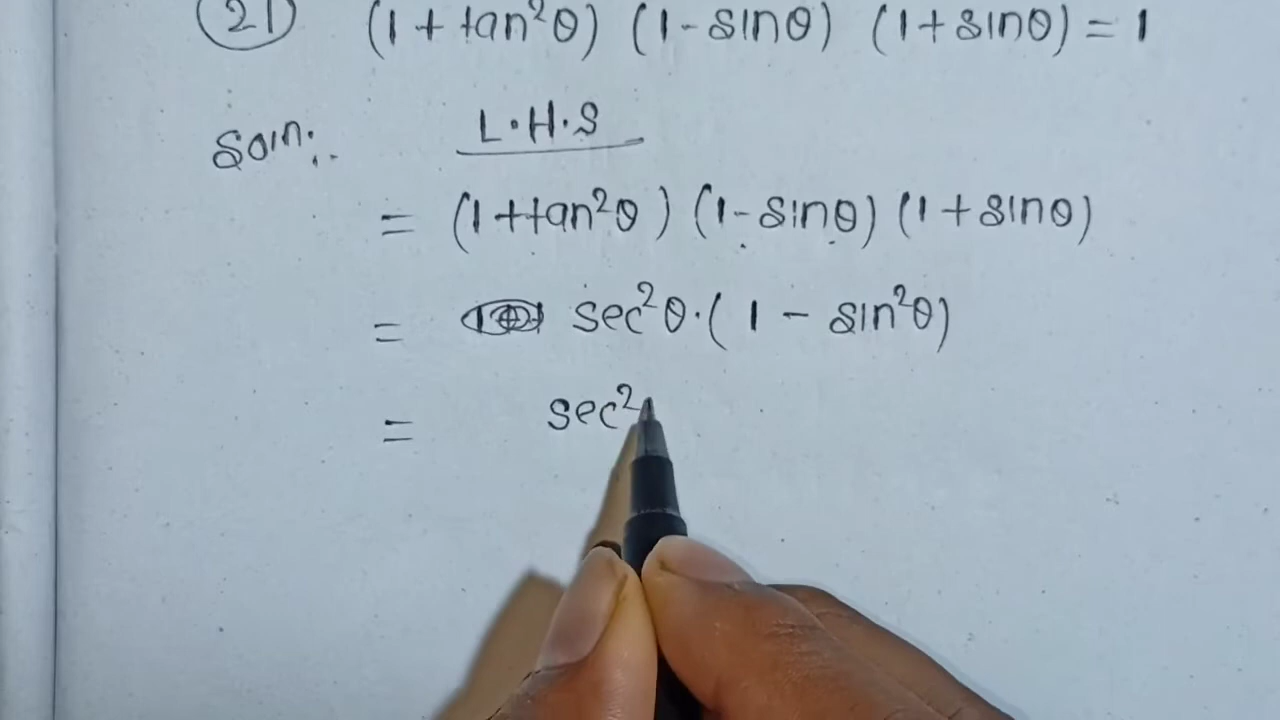 21 (1 + tan²θ) (1 - sinθ) (1 + sinθ) = 1
Soln:.
L.H.S
= (1 + tan²θ) (1 - sinθ) (1 + sinθ)
= sec²θ · (1 - sin²θ)
= sec²